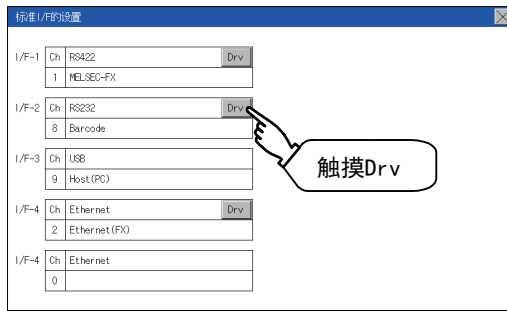 标准I/F的设置
I/F-1 Ch RS422 Drv
1 MELSEC-FX
I/F-2 Ch RS232 Drv
8 Barcode
触摸Drv
I/F-3 Ch USB
9 Host(PC)
I/F-4 Ch Ethernet Drv
2 Ethernet(FX)
I/F-4 Ch Ethernet
0